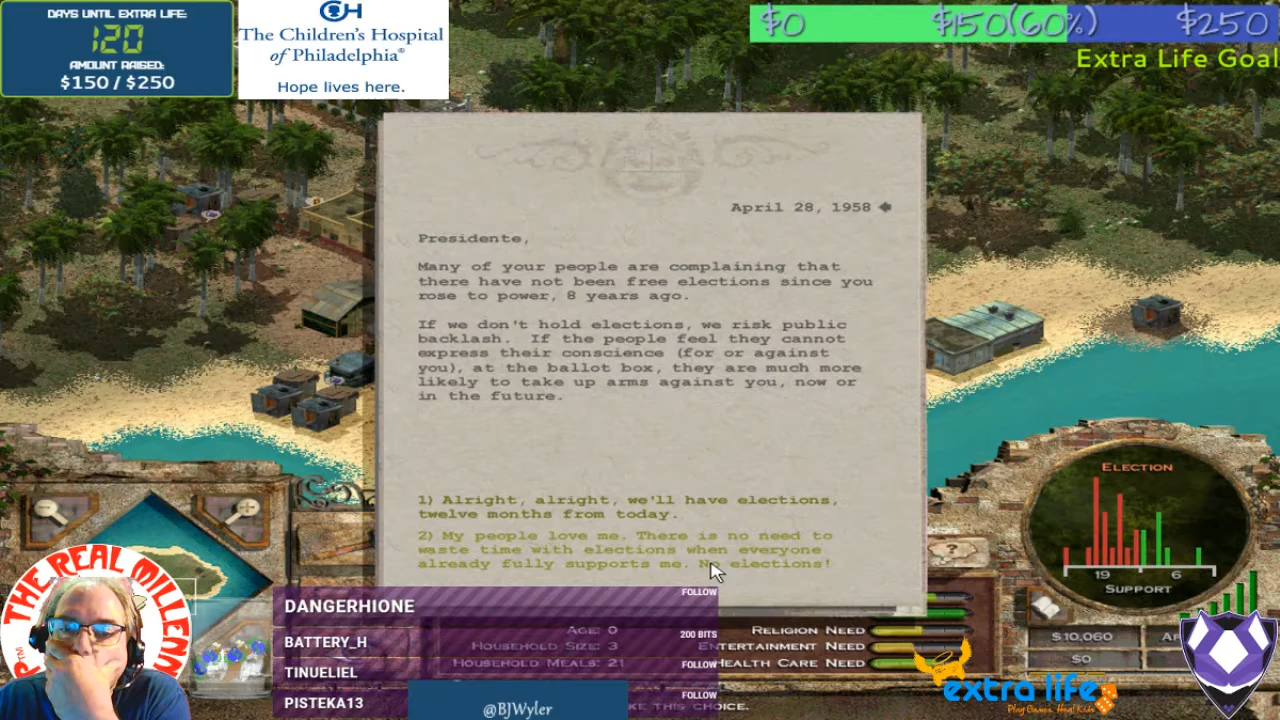 DAYS UNTIL EXTRA LIFE:
120
AMOUNT RAISED:
$150 / $250
The Children's Hospital
of Philadelphia®
Hope lives here.
$0 $150(60%) $250
Extra Life Goal
April 28, 1958
Presidente,
Many of your people are complaining that
there have not been free elections since you
rose to power, 8 years ago.
If we don't hold elections, we risk public
backlash. If the people feel they cannot
express their conscience (for or against
you), at the ballot box, they are much more
likely to take up arms against you, now or
in the future.
1) Alright, alright, we'll have elections,
twelve months from today.
2) My people love me. There is no need to
waste time with elections when everyone
already fully supports me. No elections!
ELECTION
19 6
SUPPORT
THE REAL
DANGERHIONE FOLLOW
BATTERY_H 200 BITS
TINUELIEL FOLLOW
PISTEKA13 FOLLOW
AGE: 0
HOUSEHOLD SIZE: 3
HOUSEHOLD MEALS: 21
RELIGION NEED
ENTERTAINMENT NEED
HEALTH CARE NEED
$10,060
$0
THIS CHOICE.
@BJWyler
extra life
Play Games. Heal Kids.